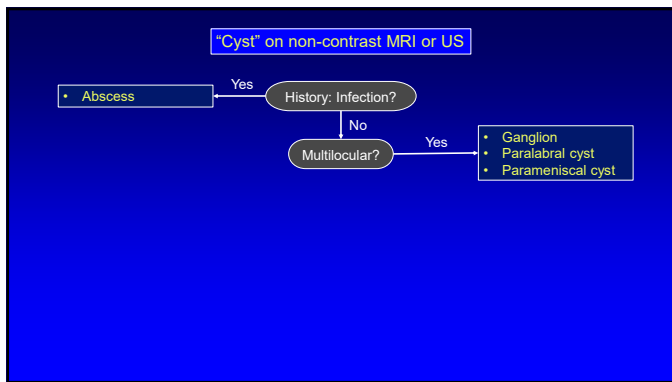 “Cyst” on non-contrast MRI or US
Yes
• Abscess
History: Infection?
No
Multilocular?
Yes
• Ganglion
• Paralabral cyst
• Parameniscal cyst